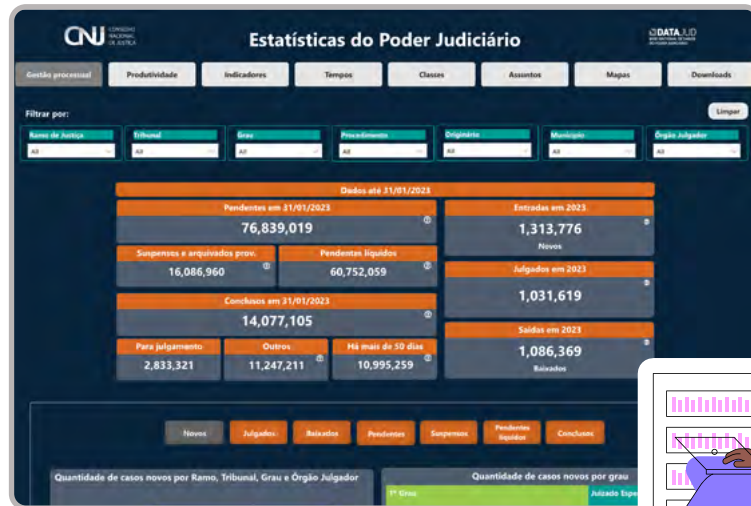 CNJ CONSELHO
NACIONAL
DE JUSTIÇA
Estatísticas do Poder Judiciário
DATAJUD
Gestão processual
Produtividade
Indicadores
Tempos
Classes
Assuntos
Mapas
Downloads
Filtrar por:
Limpar
Ramo de Justiça
Tribunal
Grau
Procedimento
Originário
Município
Órgão Julgador
All
All
All
All
All
All
All
Dados até 31/01/2023
Pendentes em 31/01/2023
76,839,019
Suspensos e arquivados prov.
16,086,960
Pendentes líquidos
60,752,059
Conclusos em 31/01/2023
14,077,105
Para julgamento
2,833,321
Outros
11,247,211
Há mais de 50 dias
10,995,259
Entradas em 2023
1,313,776
Novos
Julgados em 2023
1,031,619
Saídas em 2023
1,086,369
Baixados
Novos
Julgados
Baixados
Pendentes
Suspensos
Pendentes
líquidos
Conclusos
Quantidade de casos novos por Ramo, Tribunal, Grau e Órgão Julgador
Quantidade de casos novos por grau
1º Grau
Juizado Espe